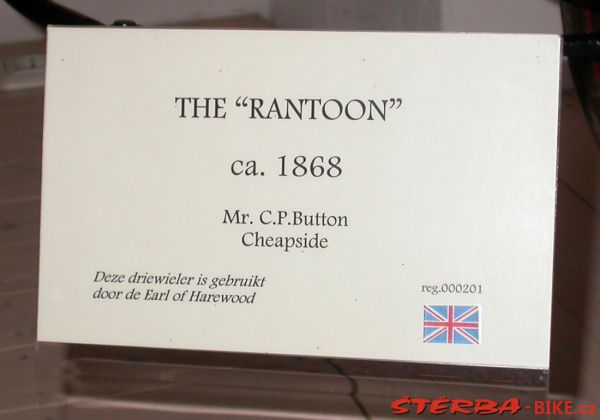 THE “RANTOON”
ca. 1868
Mr. C.P.Button
Cheapside
Deze driewieler is gebruikt
door de Earl of Harewood
reg.000201
STĚRBA-BIKE.cz